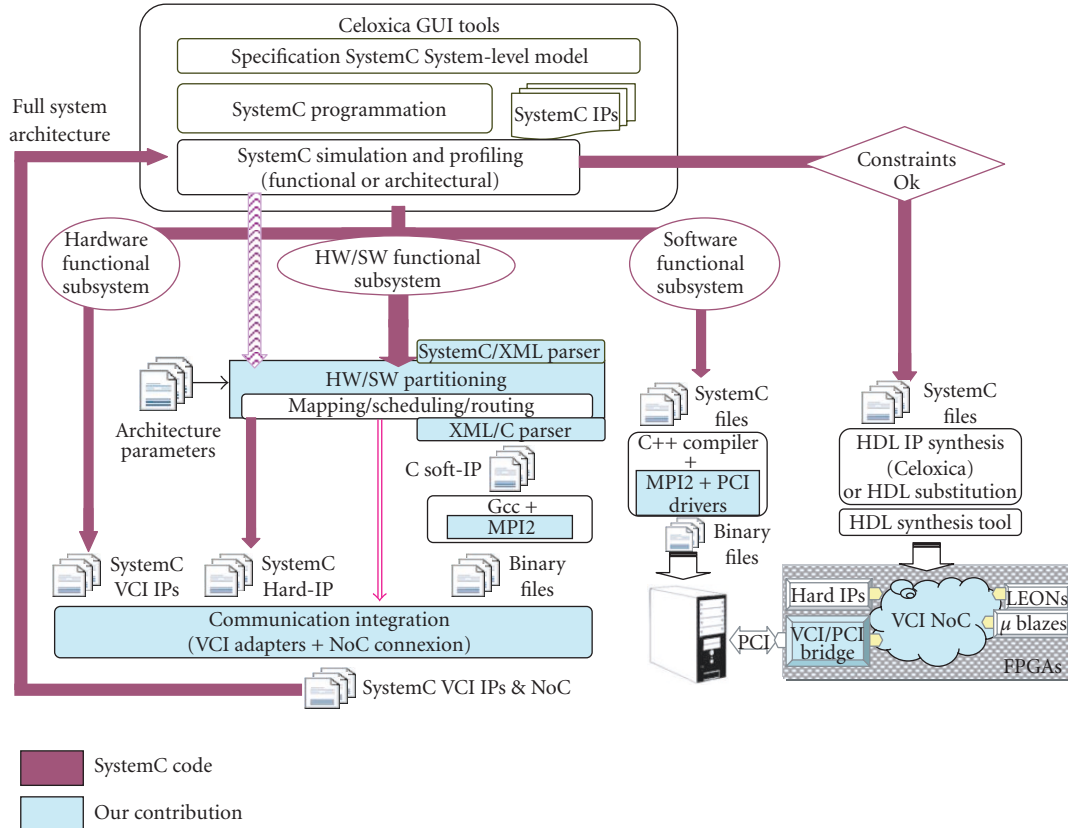 Celoxica GUI tools
Specification SystemC System-level model
SystemC programmation
SystemC IPs
Full system
architecture
SystemC simulation and profiling
(functional or architectural)
Constraints
Ok
Hardware
functional
subsystem
HW/SW functional
subsystem
Software
functional
subsystem
SystemC/XML parser
HW/SW partitioning
Mapping/scheduling/routing
XML/C parser
Architecture
parameters
C soft-IP
Gcc +
MPI2
SystemC
files
C++ compiler
+
MPI2 + PCI
drivers
Binary
files
SystemC
files
HDL IP synthesis
(Celoxica)
or HDL substitution
HDL synthesis tool
SystemC
VCI IPs
SystemC
Hard-IP
Binary
files
Communication integration
(VCI adapters + NoC connexion)
SystemC VCI IPs & NoC
PCI
Hard IPs
VCI/PCI
bridge
VCI NoC
LEONs
μ blazes
FPGAs
SystemC code
Our contribution